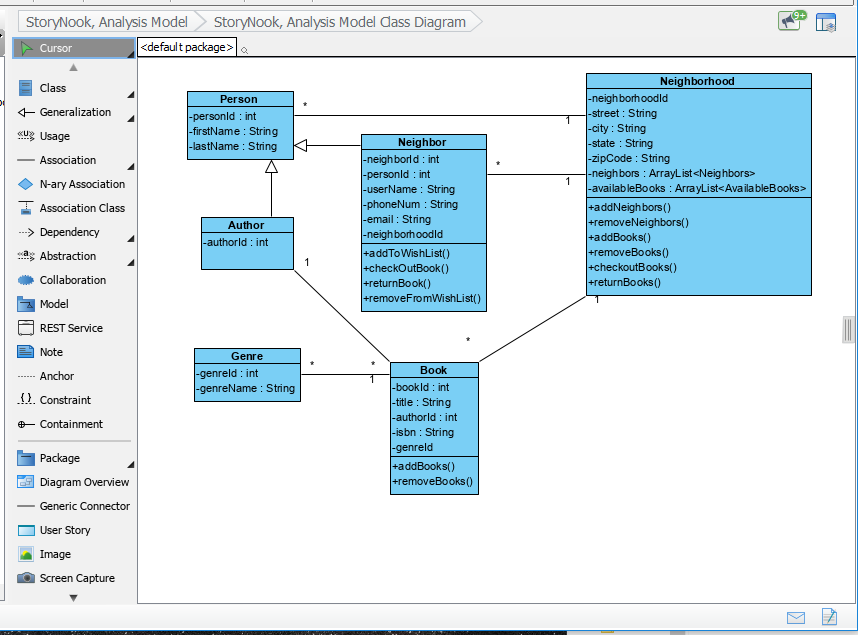 StoryNook, Analysis Model
StoryNook, Analysis Model Class Diagram
9+
Cursor
<default package>
Class
Generalization
Usage
Association
N-ary Association
Association Class
Dependency
Abstraction
Collaboration
Model
REST Service
Note
Anchor
Constraint
Containment
Package
Diagram Overview
Generic Connector
User Story
Image
Screen Capture
Person
-personId : int
-firstName : String
-lastName : String
*
1
Neighborhood
-neighborhoodId
-street : String
-city : String
-state : String
-zipCode : String
-neighbors : ArrayList<Neighbors>
-availableBooks : ArrayList<AvailableBooks>
+addNeighbors()
+removeNeighbors()
+addBooks()
+removeBooks()
+checkoutBooks()
+returnBooks()
Neighbor
-neighborId : int
-personId : int
-userName : String
-phoneNum : String
-email : String
-neighborhoodId
+addToWishList()
+checkOutBook()
+returnBook()
+removeFromWishList()
*
1
Author
-authorId : int
1
*
1
*
Genre
-genreId : int
-genreName : String
*
1
Book
-bookId : int
-title : String
-authorId : int
-isbn : String
-genreId
+addBooks()
+removeBooks()